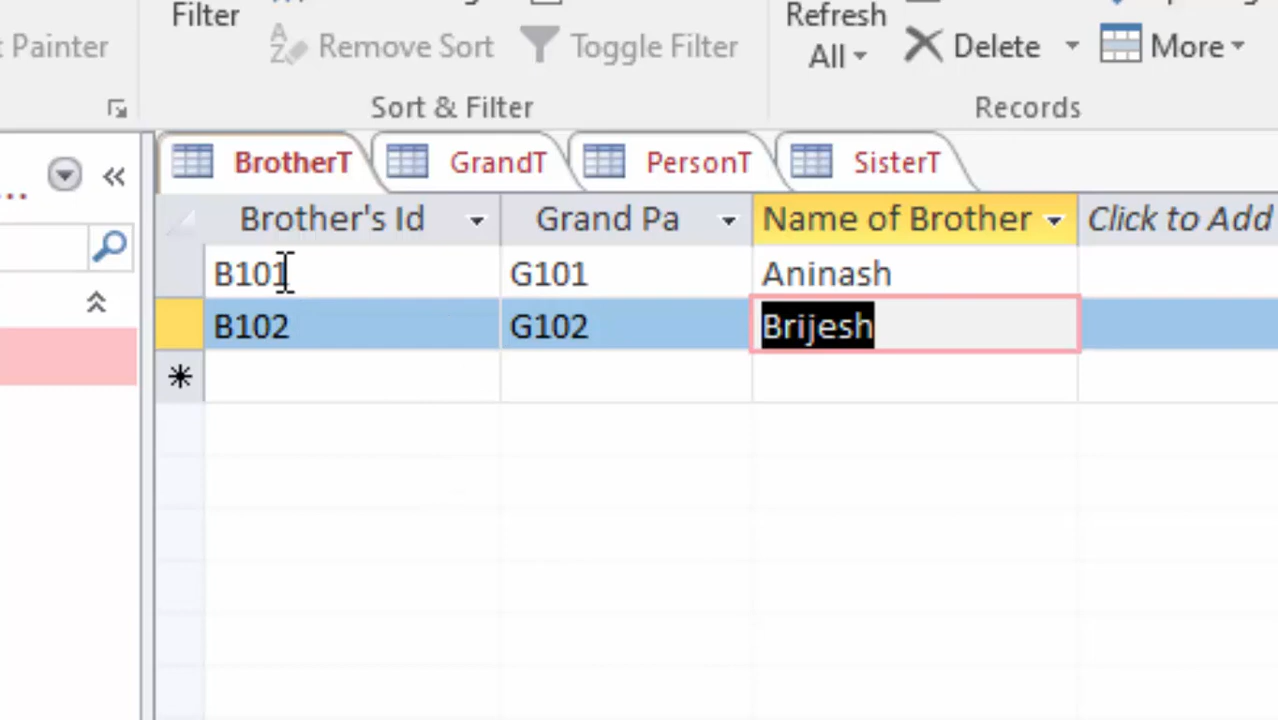 Filter
Remove Sort
Toggle Filter
Refresh
All
Delete
More
t Painter
Sort & Filter
Records
BrotherT
GrandT
PersonT
SisterT
Brother's Id
Grand Pa
Name of Brother
Click to Add
B101
G101
Aninash
B102
G102
Brijesh